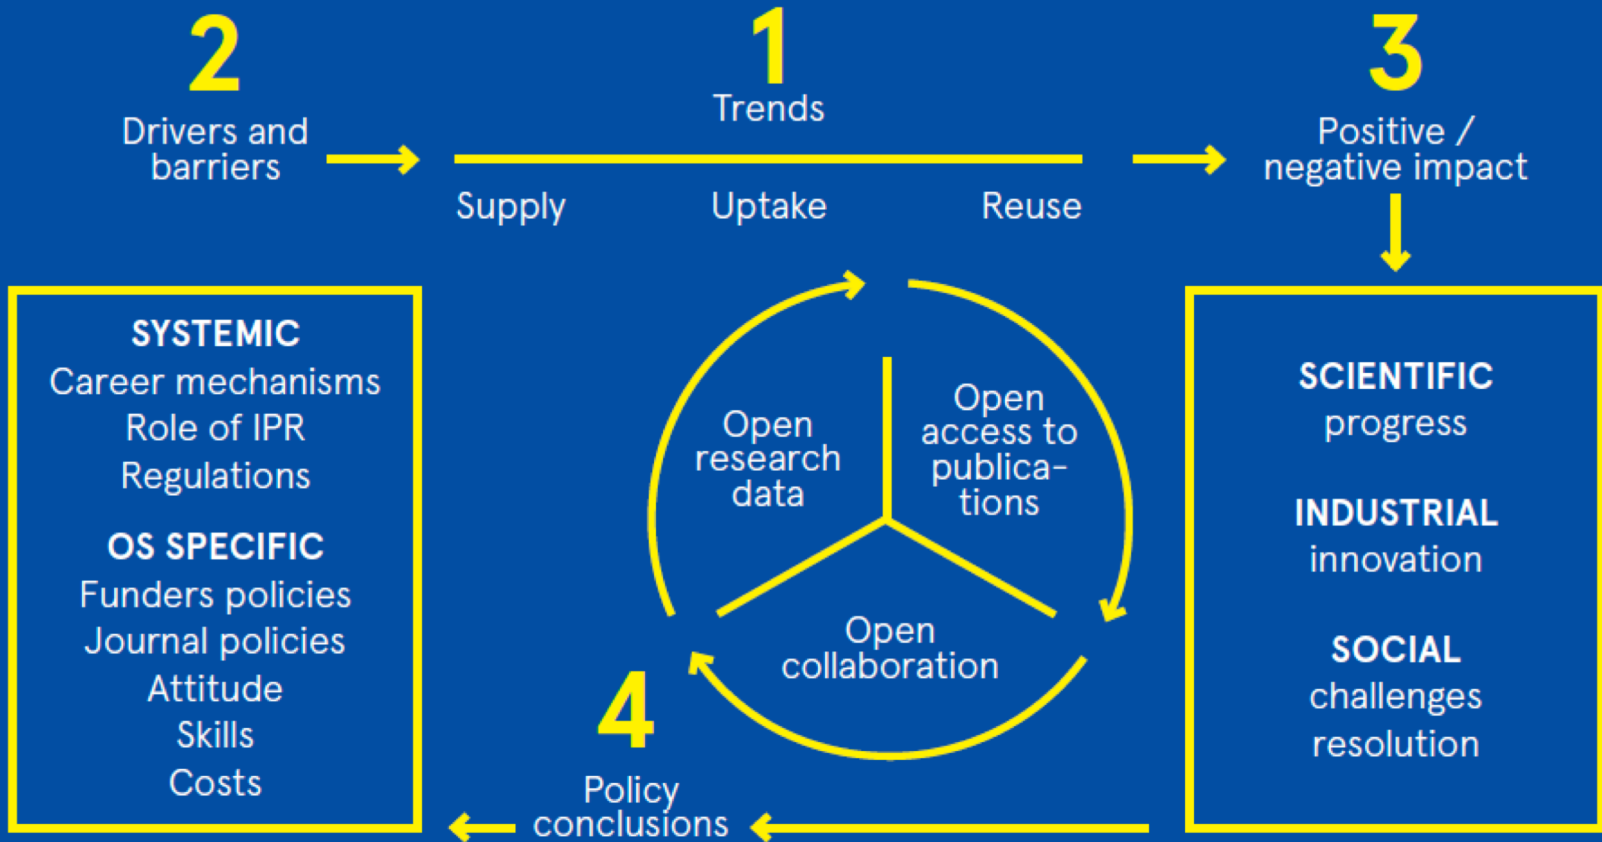 2
Drivers and
barriers
1
Trends
Supply Uptake Reuse
3
Positive /
negative impact
SYSTEMIC
Career mechanisms
Role of IPR
Regulations
OS SPECIFIC
Funders policies
Journal policies
Attitude
Skills
Costs
Open
research
data
Open
access to
publica-
tions
Open
collaboration
SCIENTIFIC
progress
INDUSTRIAL
innovation
SOCIAL
challenges
resolution
4
Policy
conclusions